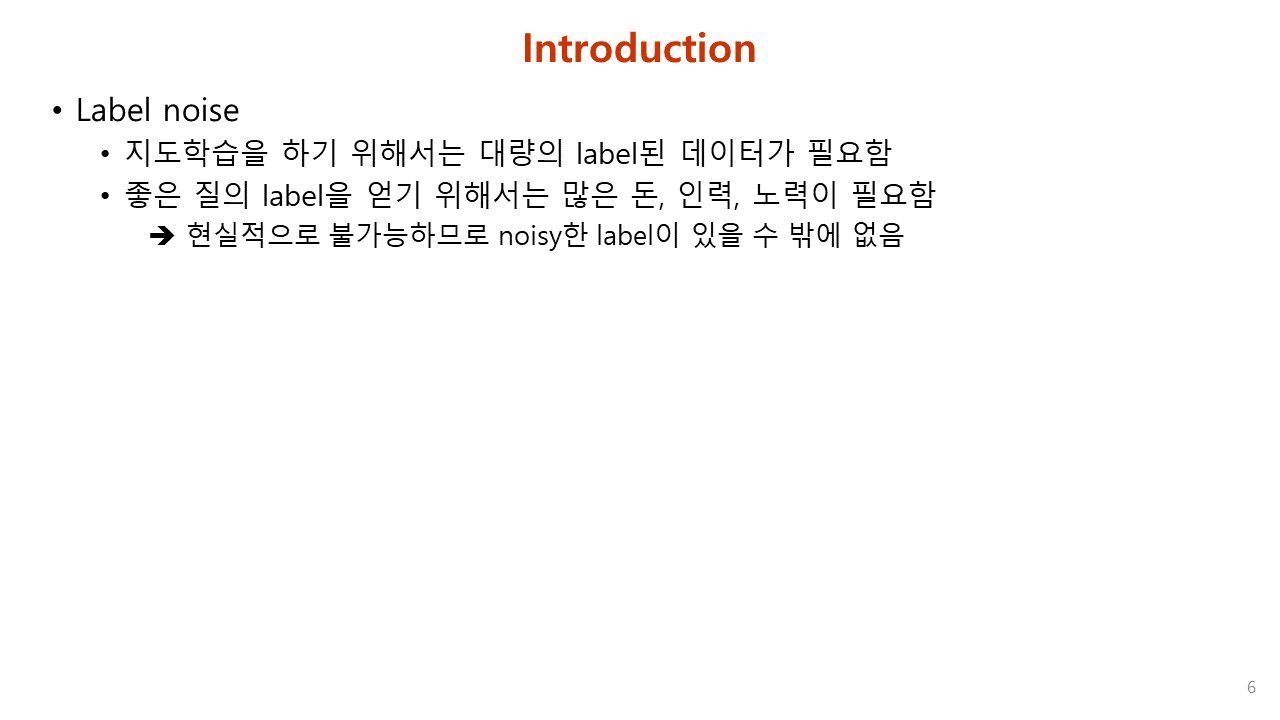 Introduction
• Label noise
• 지도학습을 하기 위해서는 대량의 label된 데이터가 필요함
• 좋은 질의 label을 얻기 위해서는 많은 돈, 인력, 노력이 필요함
➔ 현실적으로 불가능하므로 noisy한 label이 있을 수 밖에 없음
6